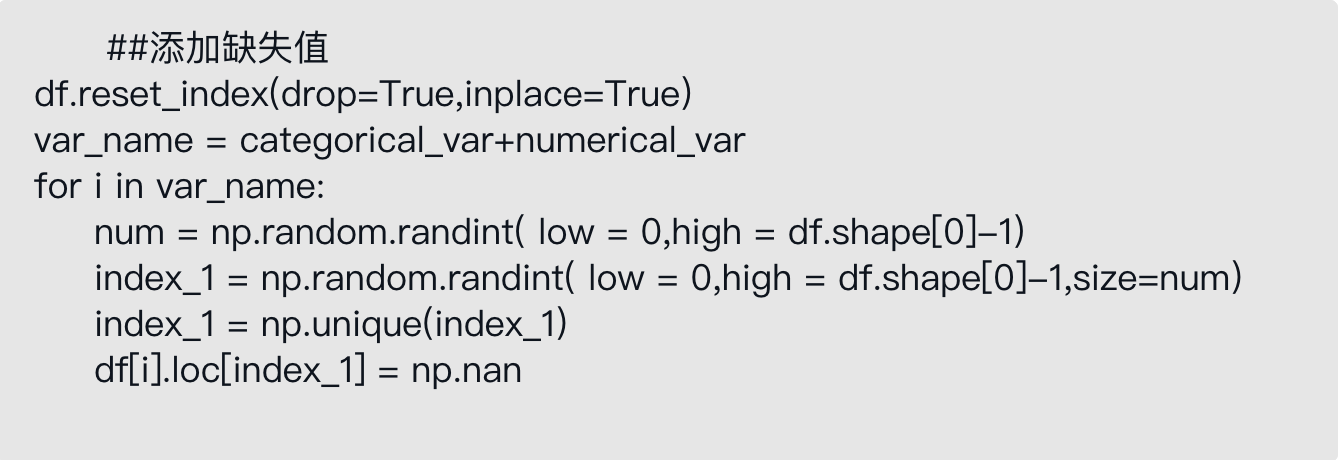 ##添加缺失值
df.reset_index(drop=True,inplace=True)
var_name = categorical_var+numerical_var
for i in var_name:
num = np.random.randint( low = 0,high = df.shape[0]–1)
index_1 = np.random.randint( low = 0,high = df.shape[0]–1,size=num)
index_1 = np.unique(index_1)
df[i].loc[index_1] = np.nan